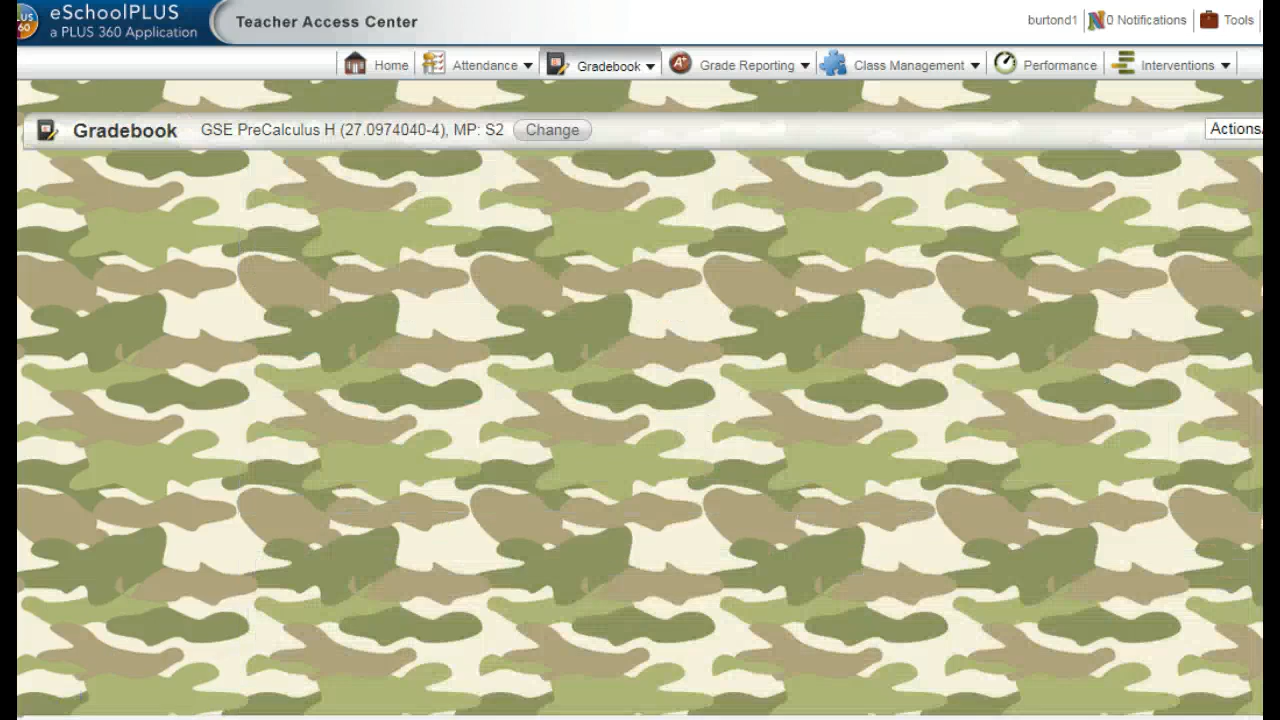 eSchoolPLUS
a PLUS 360 Application
Teacher Access Center
burtond1 0 Notifications Tools
Home Attendance Gradebook Grade Reporting Class Management Performance Interventions
Gradebook GSE PreCalculus H (27.0974040-4), MP: S2 Change Actions